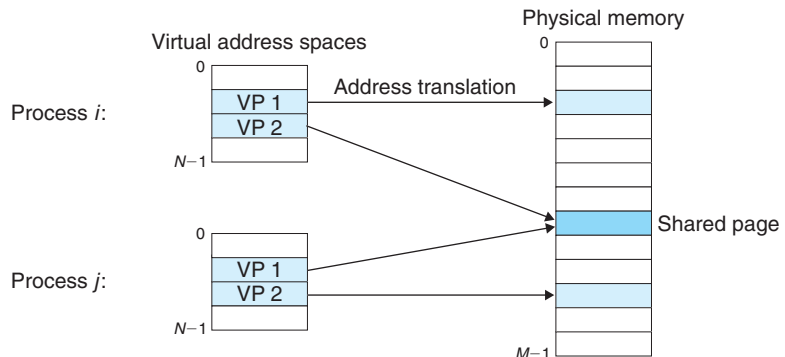 Physical memory
Virtual address spaces
0
0
Process i:
VP 1
VP 2
Address translation
N−1
Shared page
0
Process j:
VP 1
VP 2
N−1
M−1